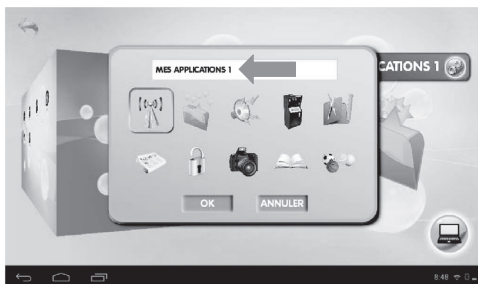 MES APPLICATIONS 1
CATIONS 1
OK
ANNULER
8:48